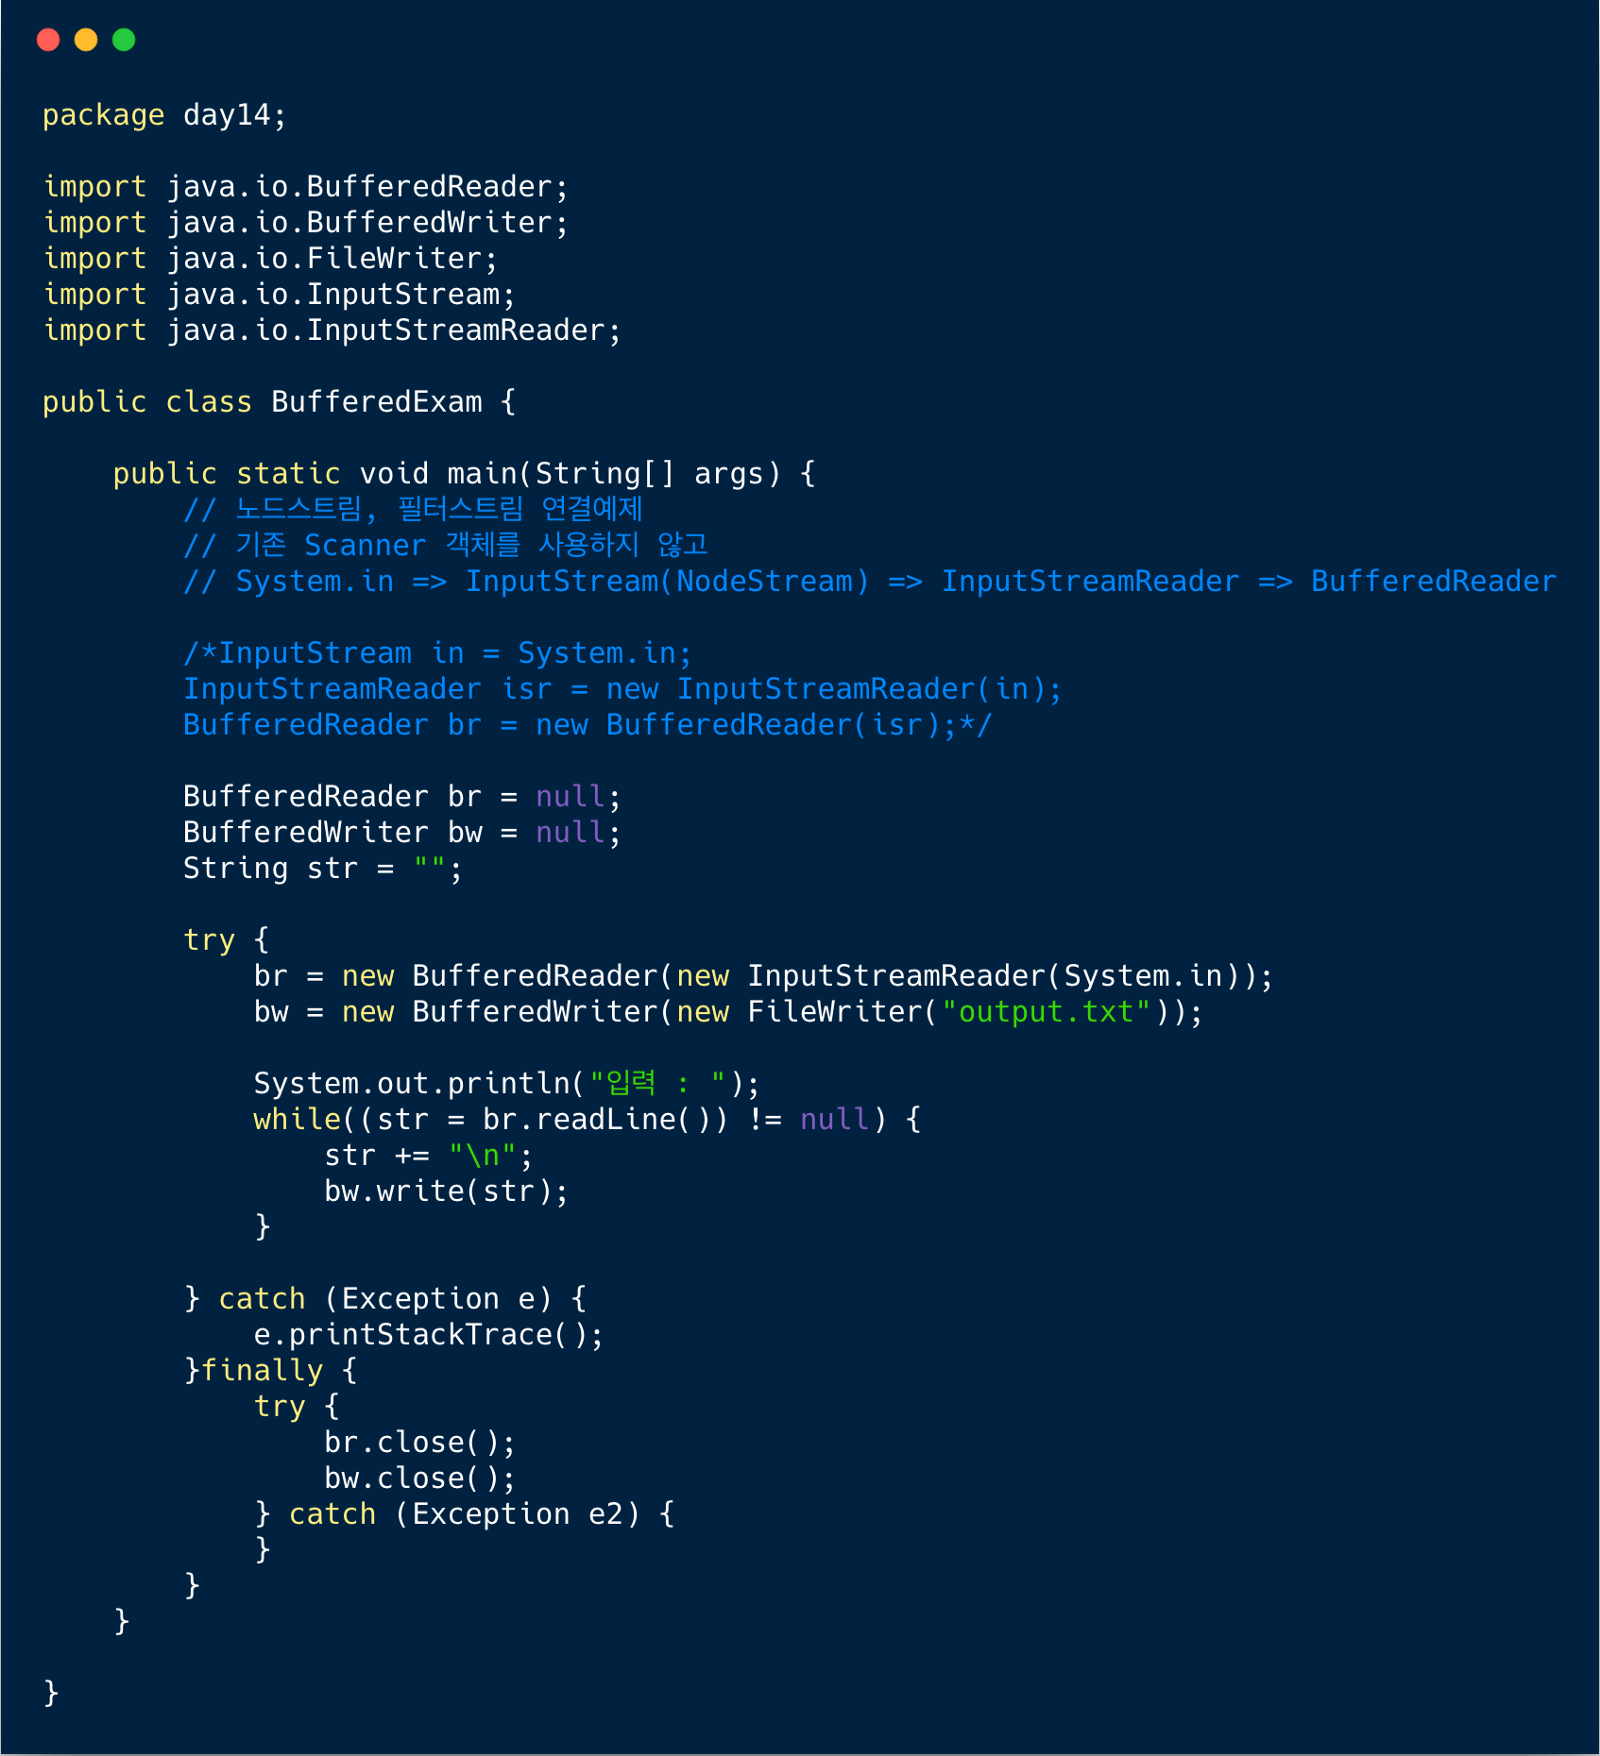 package day14;

import java.io.BufferedReader;
import java.io.BufferedWriter;
import java.io.FileWriter;
import java.io.InputStream;
import java.io.InputStreamReader;

public class BufferedExam {

    public static void main(String[] args) {
        // 노드스트림, 필터스트림 연결예제
        // 기존 Scanner 객체를 사용하지 않고
        // System.in => InputStream(NodeStream) => InputStreamReader => BufferedReader

        /*InputStream in = System.in;
        InputStreamReader isr = new InputStreamReader(in);
        BufferedReader br = new BufferedReader(isr);*/

        BufferedReader br = null;
        BufferedWriter bw = null;
        String str = "";

        try {
            br = new BufferedReader(new InputStreamReader(System.in));
            bw = new BufferedWriter(new FileWriter("output.txt"));

            System.out.println("입력 : ");
            while((str = br.readLine()) != null) {
                str += "\n";
                bw.write(str);
            }

        } catch (Exception e) {
            e.printStackTrace();
        }finally {
            try {
                br.close();
                bw.close();
            } catch (Exception e2) {
            }
        }
    }

}